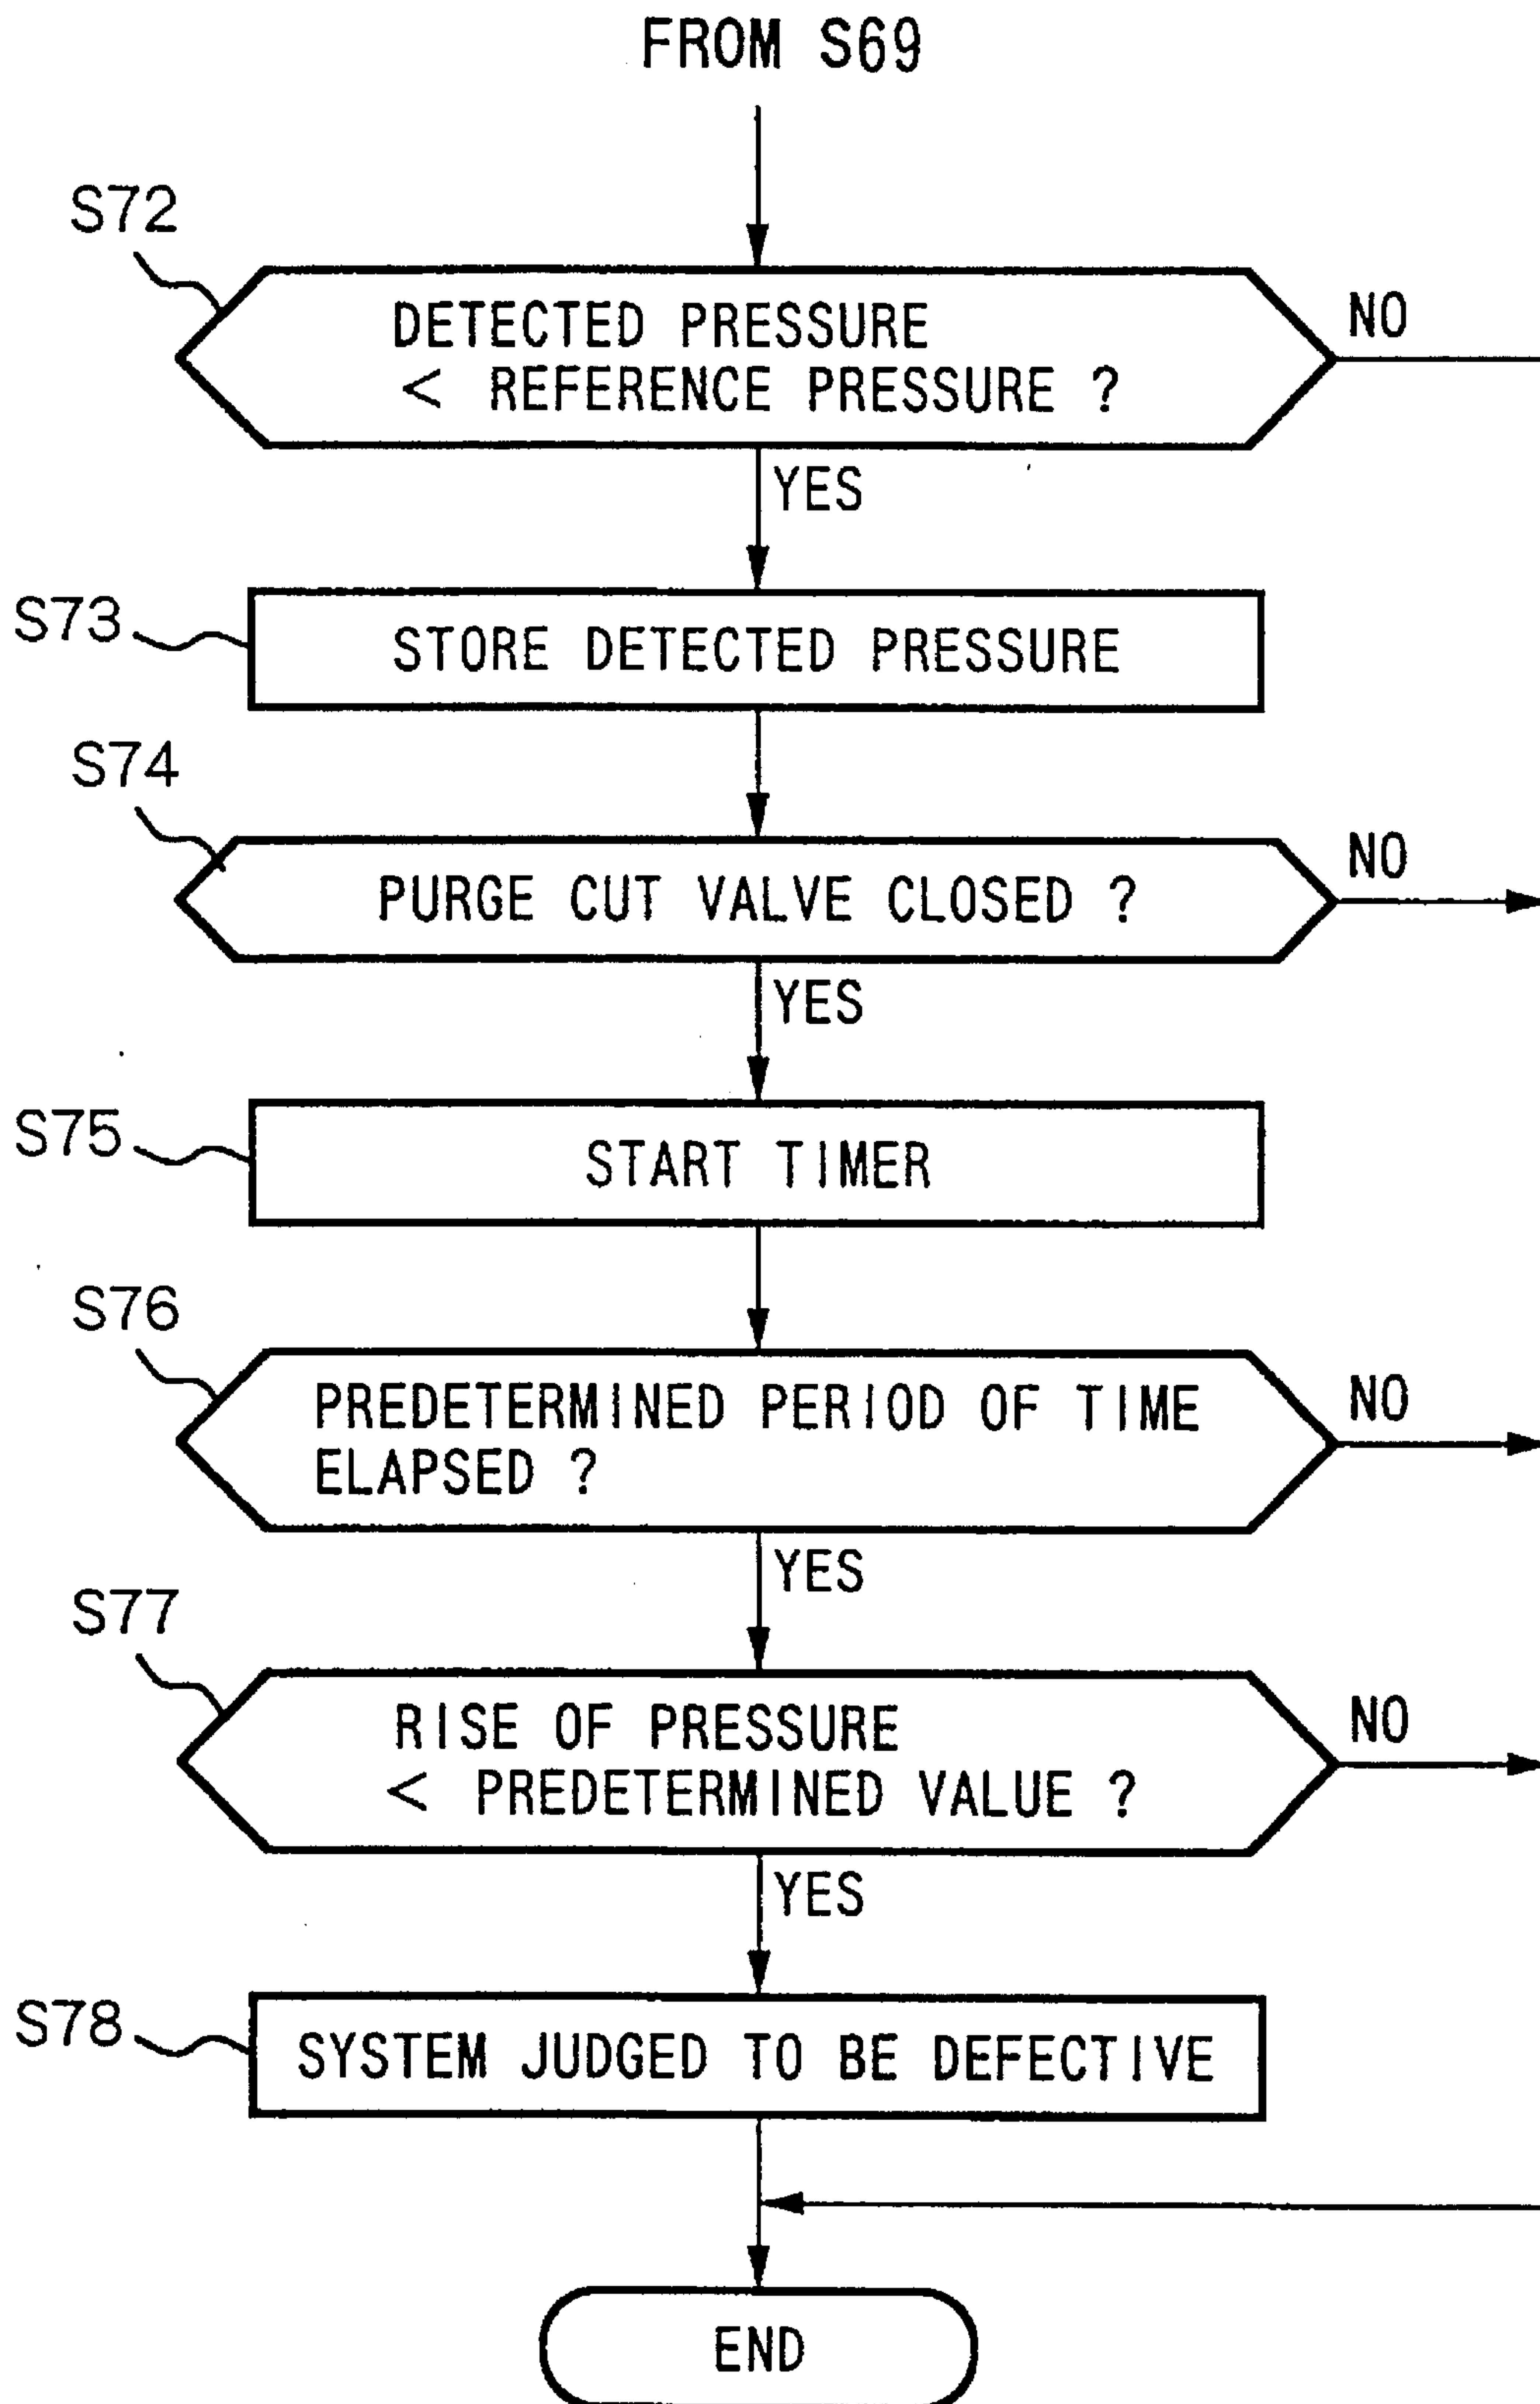 FROM S69
S72
DETECTED PRESSURE
< REFERENCE PRESSURE ?
NO
YES
S73
STORE DETECTED PRESSURE
S74
PURGE CUT VALVE CLOSED ?
NO
YES
S75
START TIMER
S76
PREDETERMINED PERIOD OF TIME
ELAPSED ?
NO
YES
S77
RISE OF PRESSURE
< PREDETERMINED VALUE ?
NO
YES
S78
SYSTEM JUDGED TO BE DEFECTIVE
END